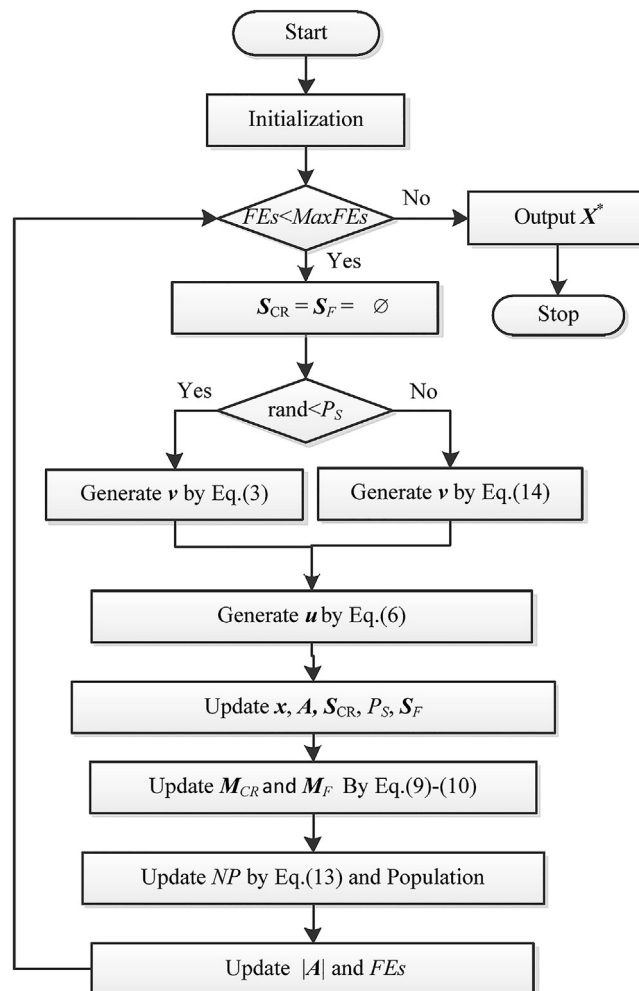 Start
Initialization
FEs<MaxFEs
No
Output X*
Yes
S_CR = S_F = ∅
Stop
Yes
No
rand<P_S
Generate v by Eq.(3)
Generate v by Eq.(14)
Generate u by Eq.(6)
Update x, A, S_CR, P_S, S_F
Update M_CR and M_F By Eq.(9)-(10)
Update NP by Eq.(13) and Population
Update |A| and FEs